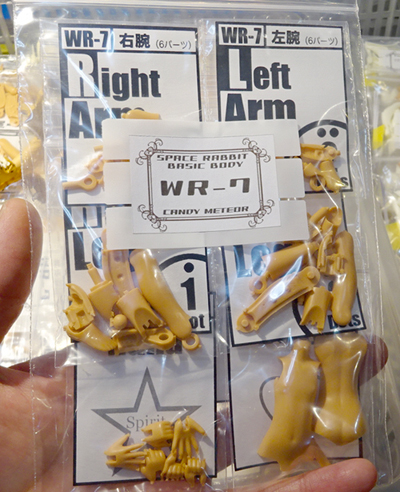 WR-7 右腕 (6パーツ)
Right
Arm
WR-7 左腕 (6パーツ)
Left
Arm
SPACE RABBIT
BASIC BODY
WR-7
CANDY METEOR
Spirit